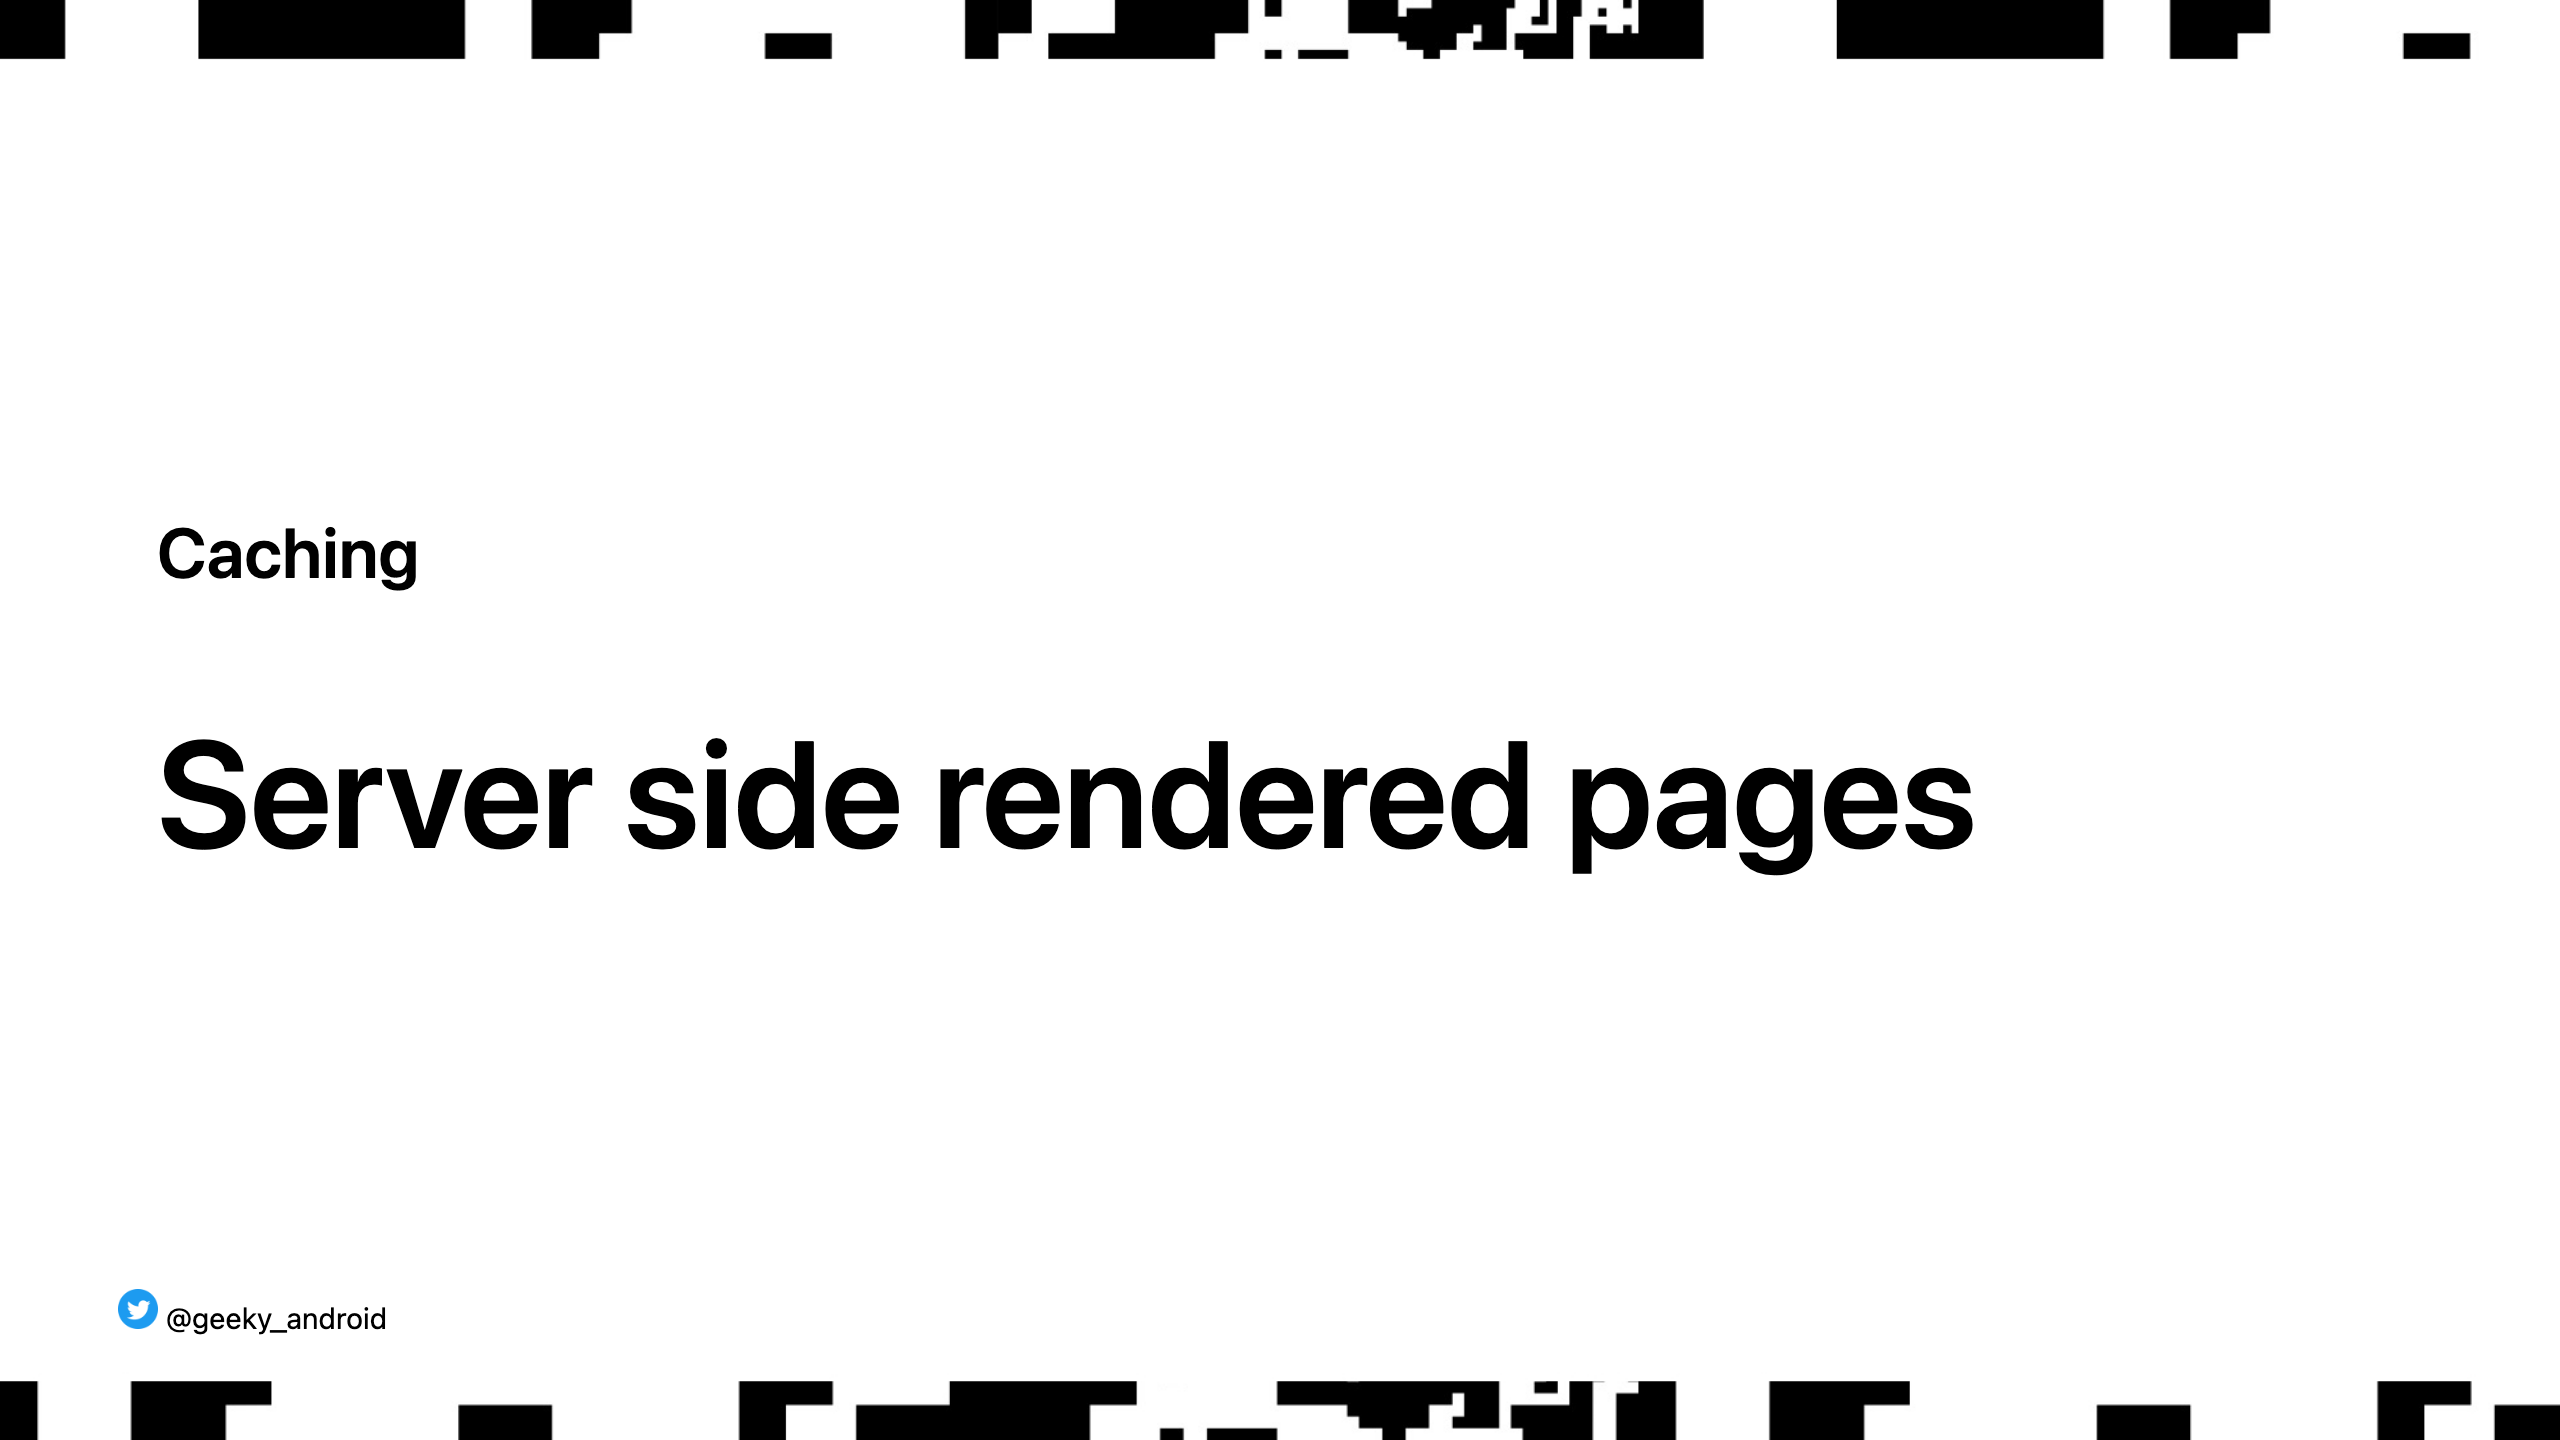 Caching
Server side rendered pages
@geeky_android